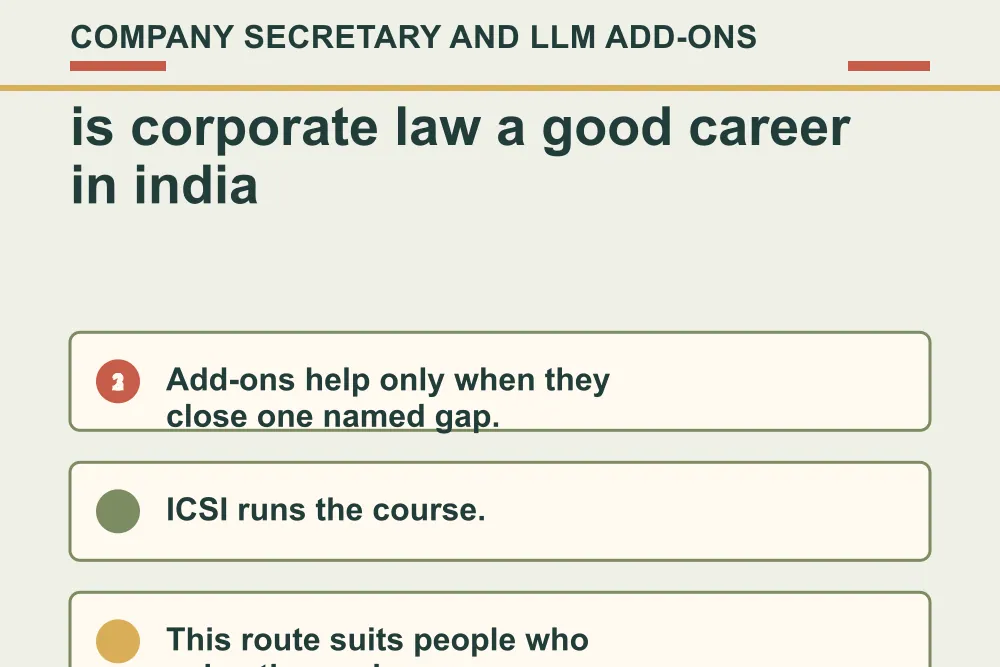 COMPANY SECRETARY AND LLM ADD-ONS
is corporate law a good career
in india
Add-ons help only when they
close one named gap.
ICSI runs the course.
This route suits people who